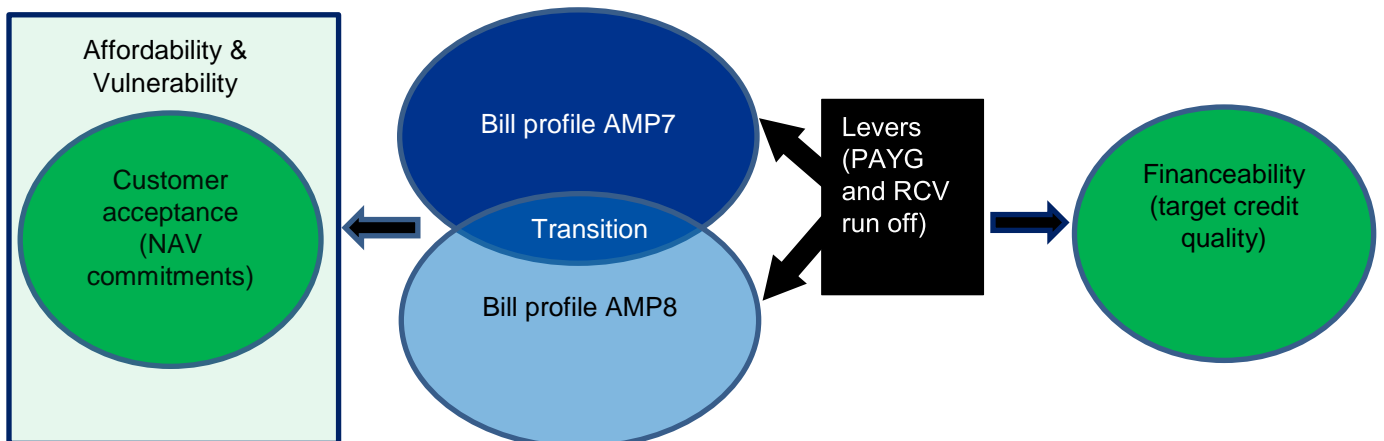 Affordability &
Vulnerability
Customer
acceptance
(NAV
commitments)
Bill profile AMP7
Transition
Bill profile AMP8
Levers
(PAYG
and RCV
run off)
Financeability
(target credit
quality)